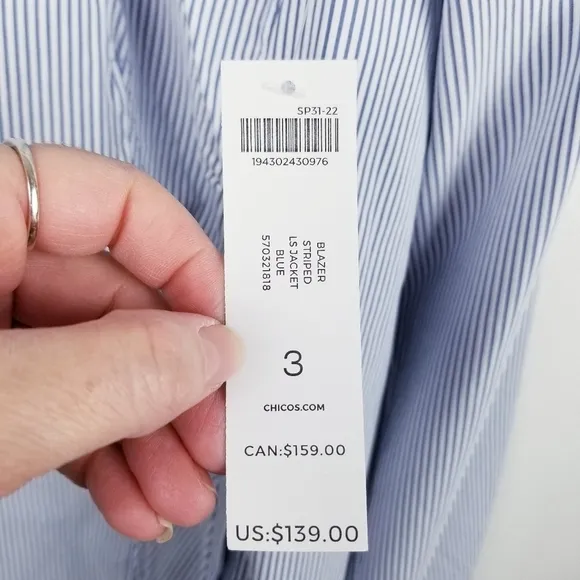 SP31-22
194302430976
BLAZER
STRIPED
LS JACKET
BLUE
570321818
3
CHICOS.COM
CAN:$159.00
US:$139.00